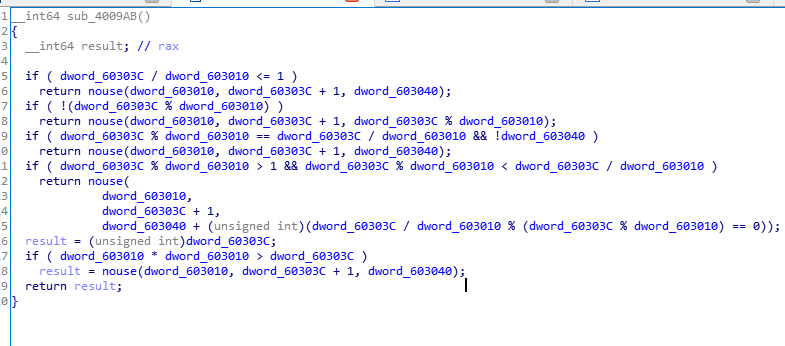 1 __int64 sub_4009AB()
2 {
3 __int64 result; // rax
4
5 if ( dword_60303C / dword_603010 <= 1 )
6 return nouse(dword_603010, dword_60303C + 1, dword_603040);
7 if ( !(dword_60303C % dword_603010) )
8 return nouse(dword_603010, dword_60303C + 1, dword_60303C % dword_603010);
9 if ( dword_60303C % dword_603010 == dword_60303C / dword_603010 && !dword_603040 )
0 return nouse(dword_603010, dword_60303C + 1, dword_603040);
1 if ( dword_60303C % dword_603010 > 1 && dword_60303C % dword_603010 < dword_60303C / dword_603010 )
2 return nouse(
3 dword_603010,
4 dword_60303C + 1,
5 dword_603040 + (unsigned int)(dword_60303C / dword_603010 % (dword_60303C % dword_603010) == 0));
6 result = (unsigned int)dword_60303C;
7 if ( dword_603010 * dword_603010 > dword_60303C )
8 result = nouse(dword_603010, dword_60303C + 1, dword_603040);
9 return result;
0 }